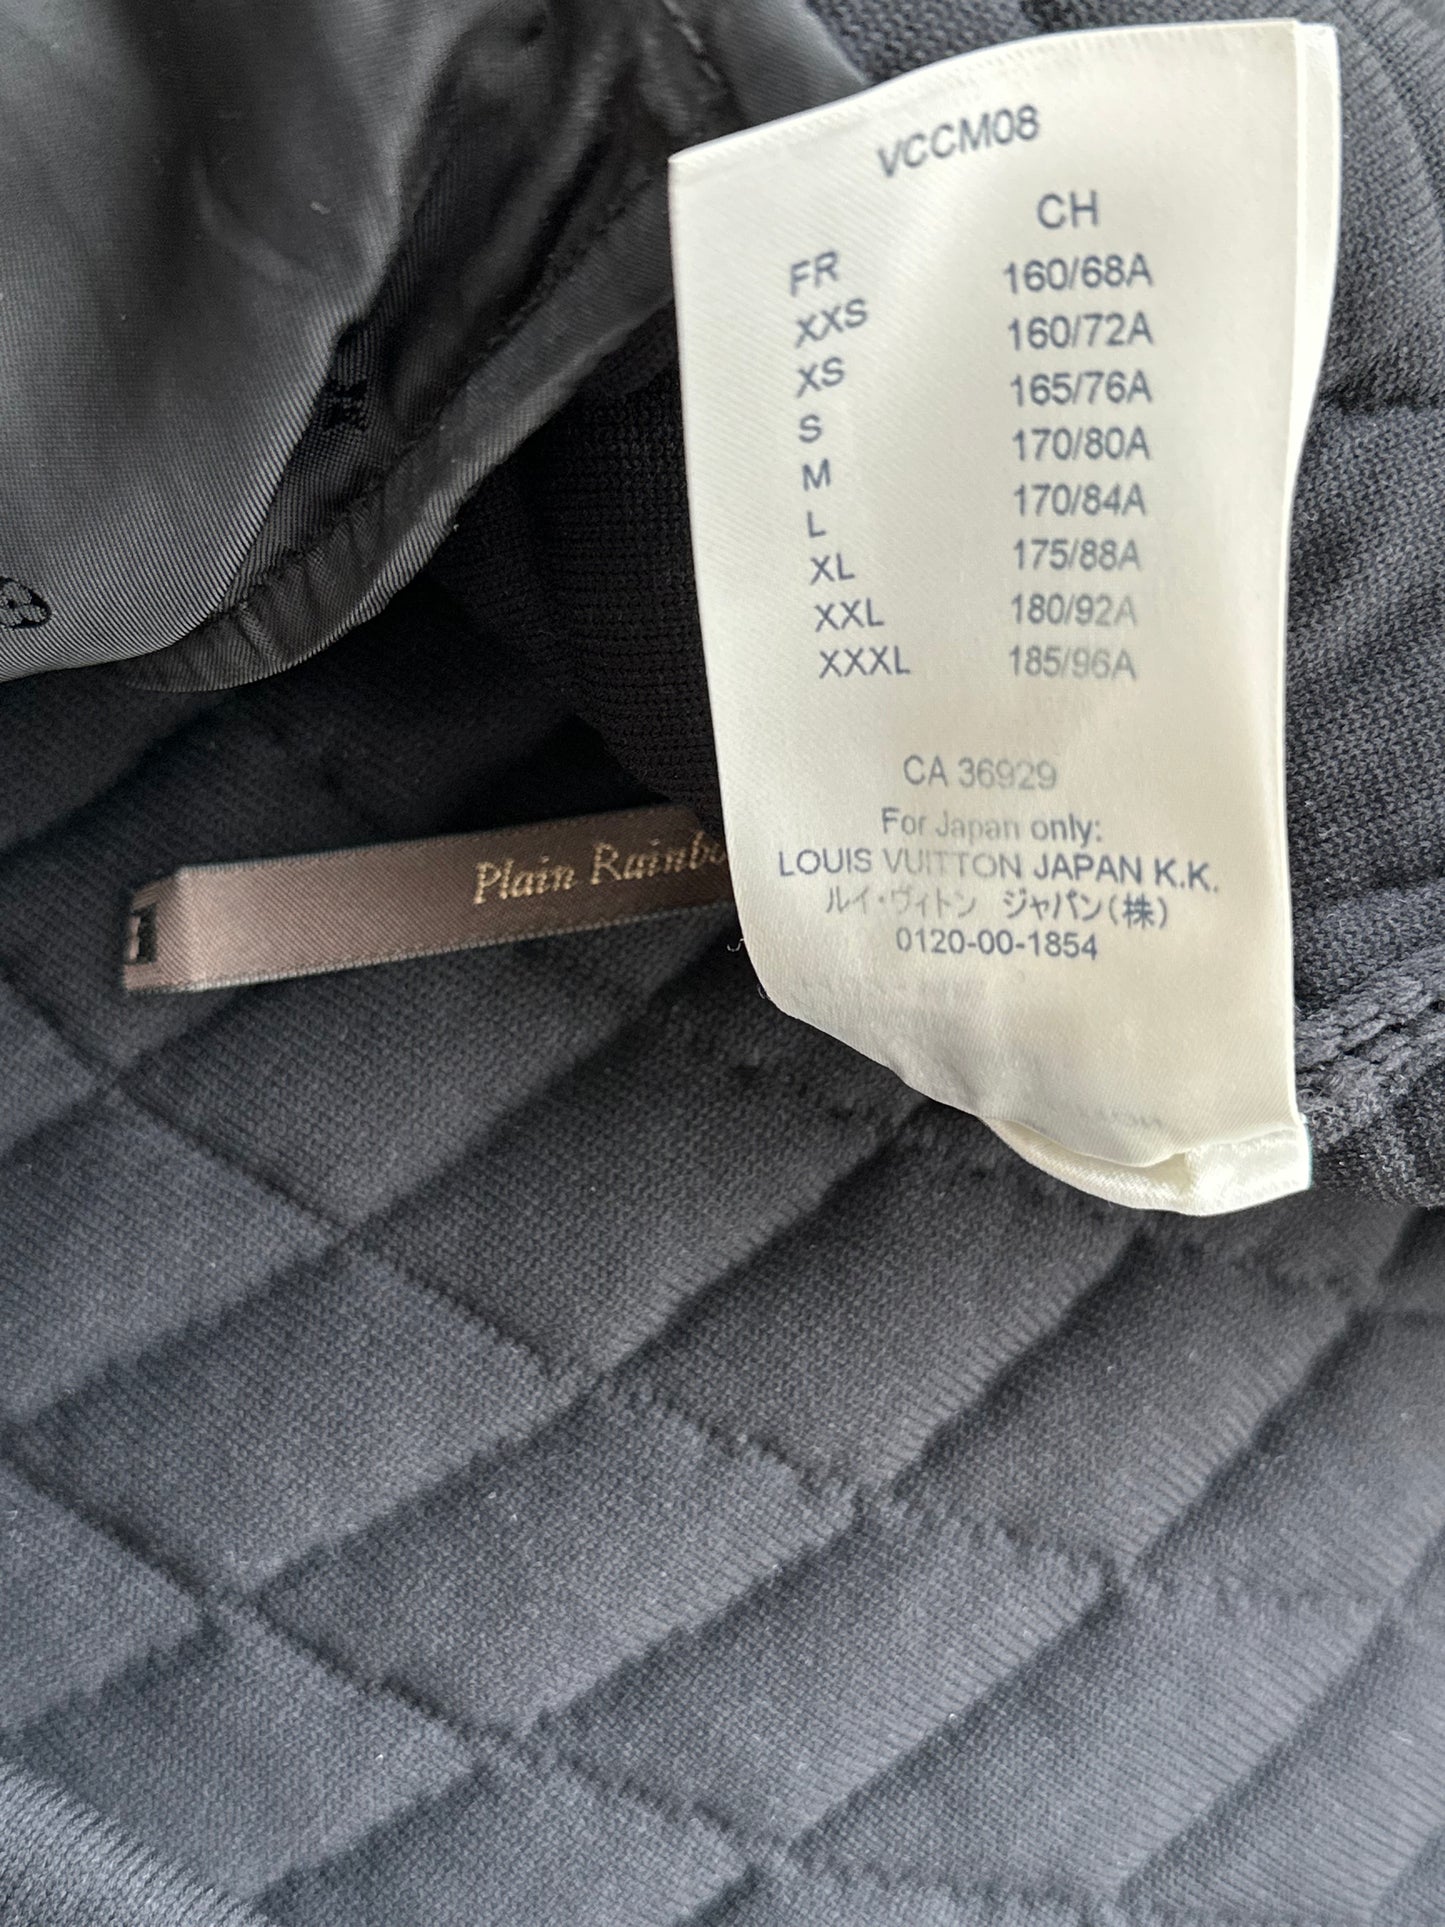 VCCM08
CH
FR 160/68A
XXS 160/72A
XS 165/76A
S 170/80A
M 170/84A
L 175/88A
XL 180/92A
XXL 185/96A
XXXL
CA 36929
For Japan only:
LOUIS VUITTON JAPAN K.K.
ルイ・ヴィトン ジャパン(株)
0120-00-1854
Plain